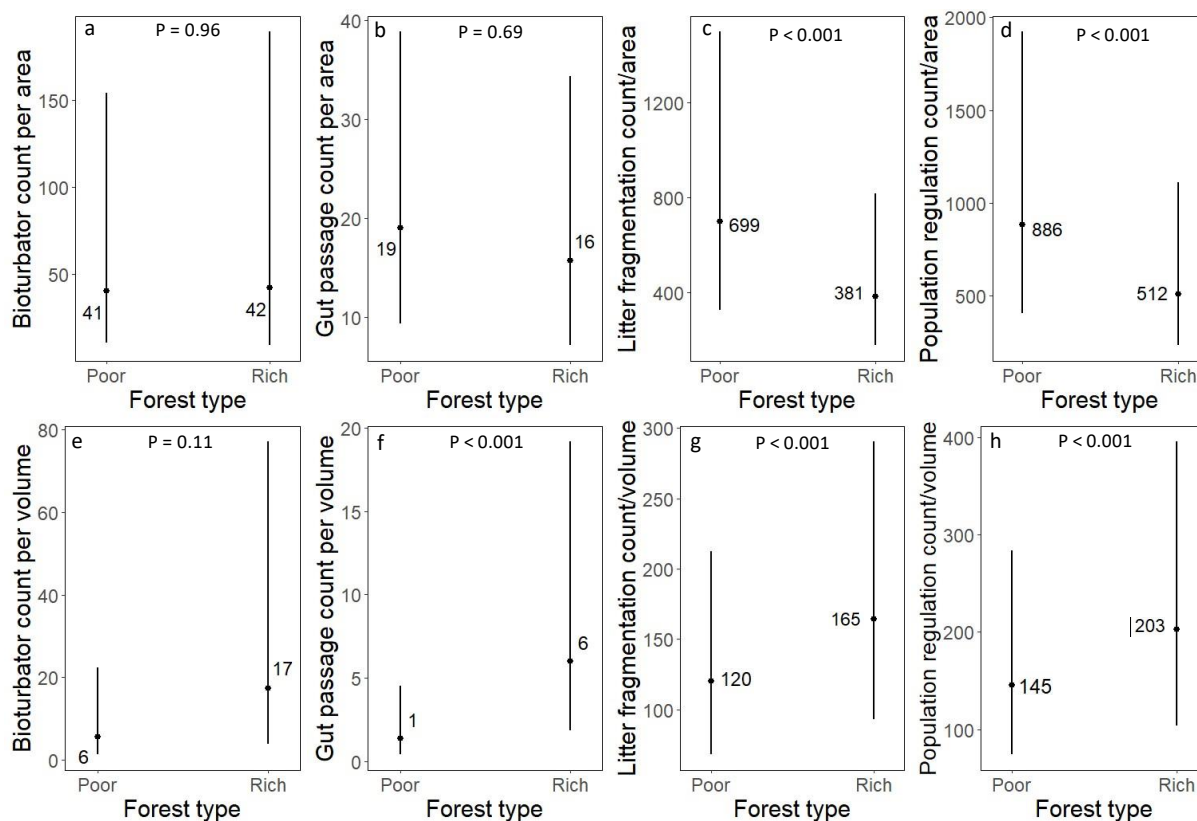 a
P = 0.96
Bioturbator count per area
150
100
50
41
42
Poor
Rich
Forest type
b
P = 0.69
Gut passage count per area
40
30
20
10
19
16
Poor
Rich
Forest type
c
P < 0.001
Litter fragmentation count/area
1200
800
400
699
381
Poor
Rich
Forest type
d
P < 0.001
Population regulation count/area
2000
1500
1000
500
886
512
Poor
Rich
Forest type
e
P = 0.11
Bioturbator count per volume
80
60
40
20
0
6
17
Poor
Rich
Forest type
f
P < 0.001
Gut passage count per volume
20
15
10
5
0
1
6
Poor
Rich
Forest type
g
P < 0.001
Litter fragmentation count/volume
300
250
200
150
100
120
165
Poor
Rich
Forest type
h
P < 0.001
Population regulation count/volume
400
300
200
100
145
203
Poor
Rich
Forest type